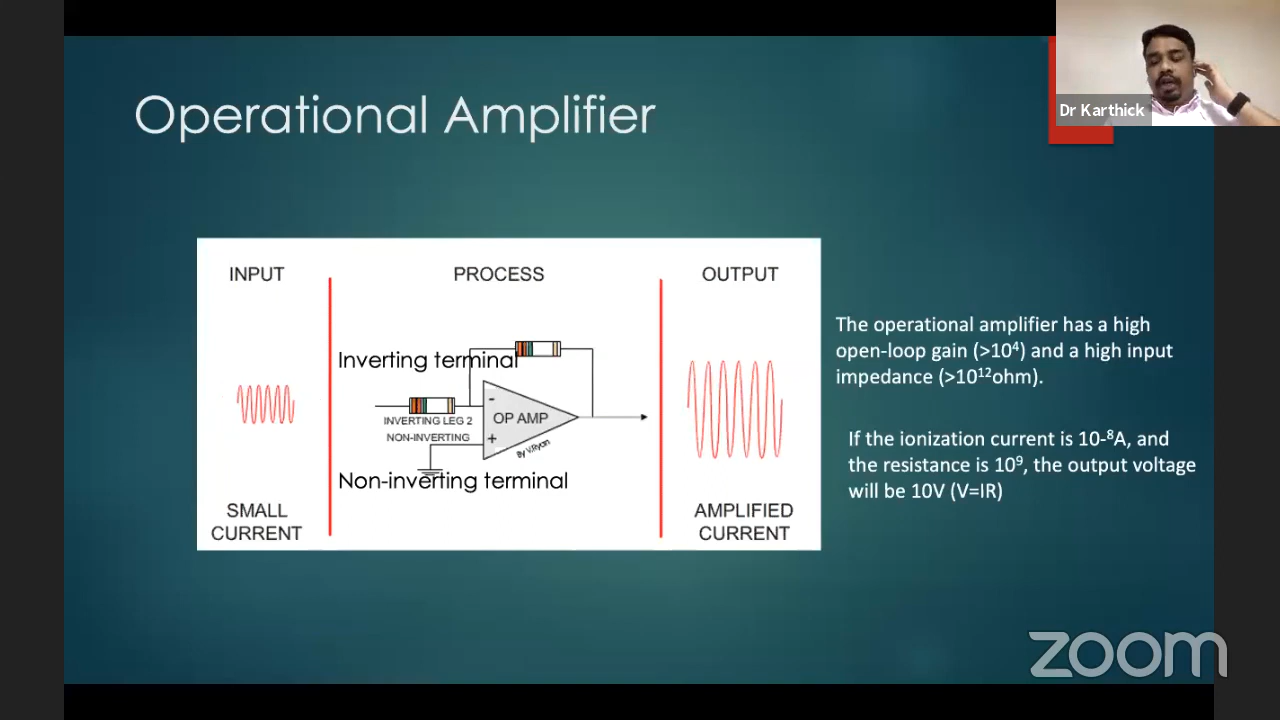 Dr Karthick
Operational Amplifier
INPUT
PROCESS
OUTPUT
Inverting terminal
-
INVERTING LEG 2
NON-INVERTING
+
OP AMP
By V.Ryan
Non-inverting terminal
SMALL
CURRENT
AMPLIFIED
CURRENT
The operational amplifier has a high
open-loop gain (>10⁴) and a high input
impedance (>10¹²ohm).
If the ionization current is 10-⁸A, and
the resistance is 10⁹, the output voltage
will be 10V (V=IR)
zoom